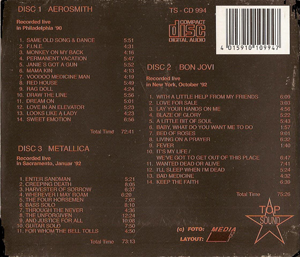 DISC 1 AEROSMITH
Recorded live
in Philadelphia '90
1. SAME OLD SONG & DANCE
2. F.I.N.E.
3. MONKEY ON MY BACK
4. PERMANENT VACATION
5. JANIE'S GOT A GUN
6. MAMA KIN
7. VOODOO MEDICINE MAN
8. RED HOUSE
9. RAG DOLL
10. DRAW THE LINE
11. DREAM ON
12. LOVE IN AN ELEVATOR
13. LOOKS LIKE A LADY
14. SWEET EMOTION
Total Time 72:41
DISC 3 METALLICA
Recorded live
in Sacramento, Januar '92
1. ENTER SANDMAN
2. CREEPING DEATH
3. HARVESTER OF SORROW
4. WHEREVER I MAY ROAM
5. THE FOUR HORSEMEN
6. BASS SOLO
7. THROUGH THE NEVER
8. THE UNFORGIVEN
9. AND JUSTICE FOR ALL
10. GUITAR SOLO
11. FOR WHOM THE BELL TOLLS
Total Time 73:13
TS - CD 994
COMPACT
disc
DIGITAL AUDIO
4 015910 109947
DISC 2 BON JOVI
Recorded live
in New York, October '92
1. WITH A LITTLE HELP FROM MY FRIENDS
2. LOVE FOR SALE
3. LAY YOUR HANDS ON ME
4. BLAZE OF GLORY
5. A LITTLE BIT OF SOUL
6. BABY, WHAT DO YOU WANT ME TO DO
7. BED OF ROSES
8. LIVING ON A PRAYER
9. FEVER
10. IT'S MY LIFE /
WE'VE GOT TO GET OUT OF THIS PLACE
11. WANTED DEAD OR ALIVE
12. I'LL SLEEP WHEN I'M DEAD
13. BAD MEDICINE
14. KEEP THE FAITH
Total Time
(c) FOTO:
LAYOUT:
MEDIA
TOP
SOUND